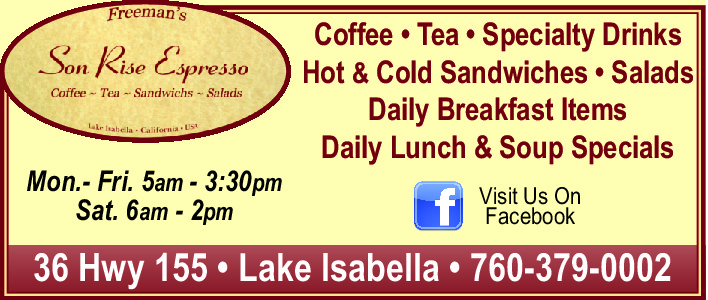 Freeman's
Son Rise Espresso
Coffee ~ Tea ~ Sandwichs ~ Salads
Lake Isabella • California • USA
Mon.- Fri. 5am - 3:30pm
Sat. 6am - 2pm
Coffee • Tea • Specialty Drinks
Hot & Cold Sandwiches • Salads
Daily Breakfast Items
Daily Lunch & Soup Specials
f
Visit Us On
Facebook
36 Hwy 155 • Lake Isabella • 760-379-0002